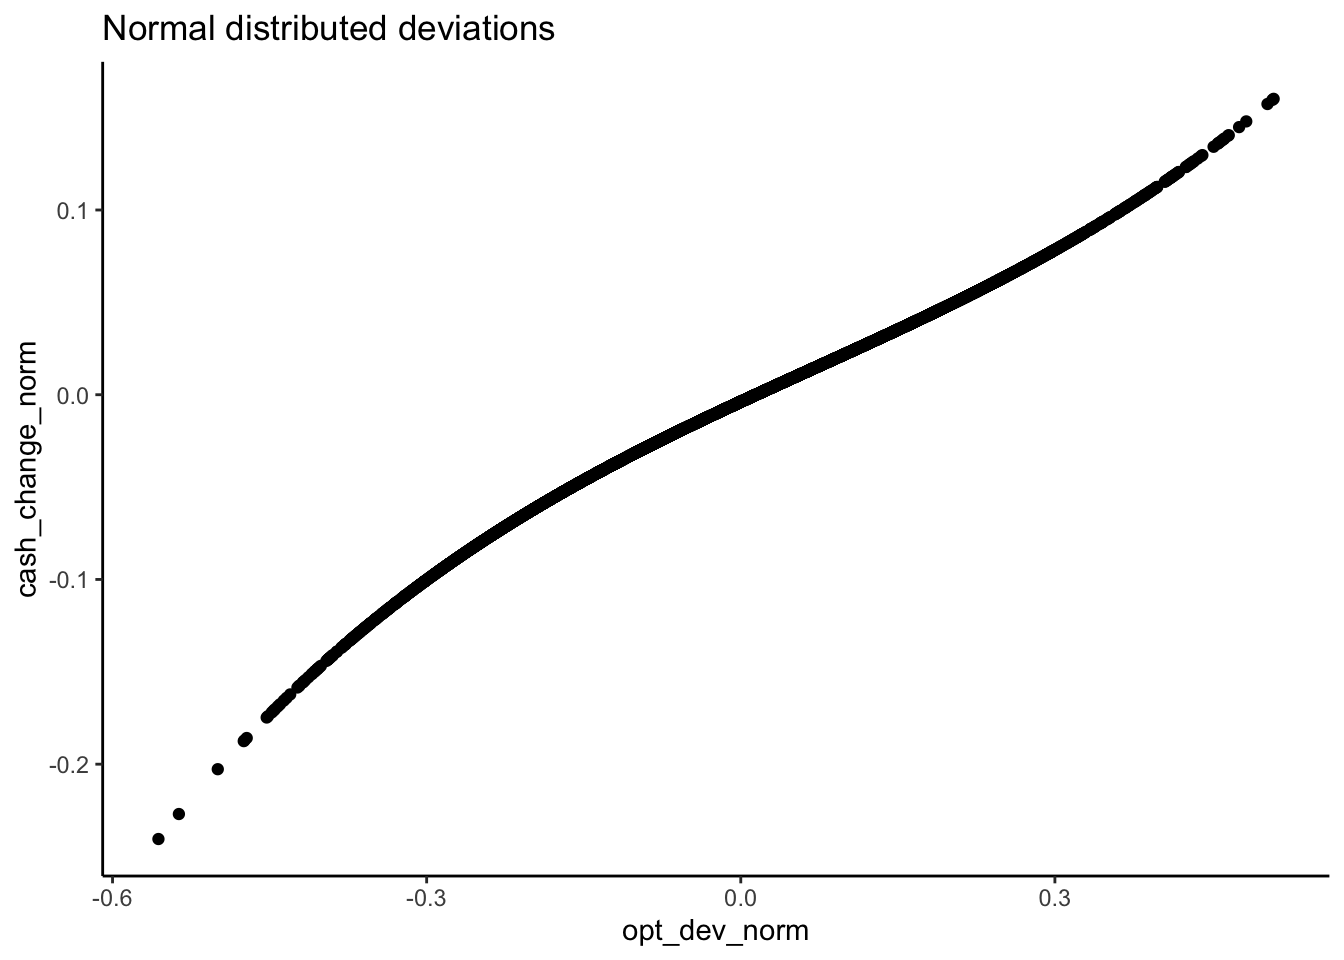 Normal distributed deviations
cash_change_norm
0.1
0.0
-0.1
-0.2
-0.6
-0.3
0.0
0.3
opt_dev_norm